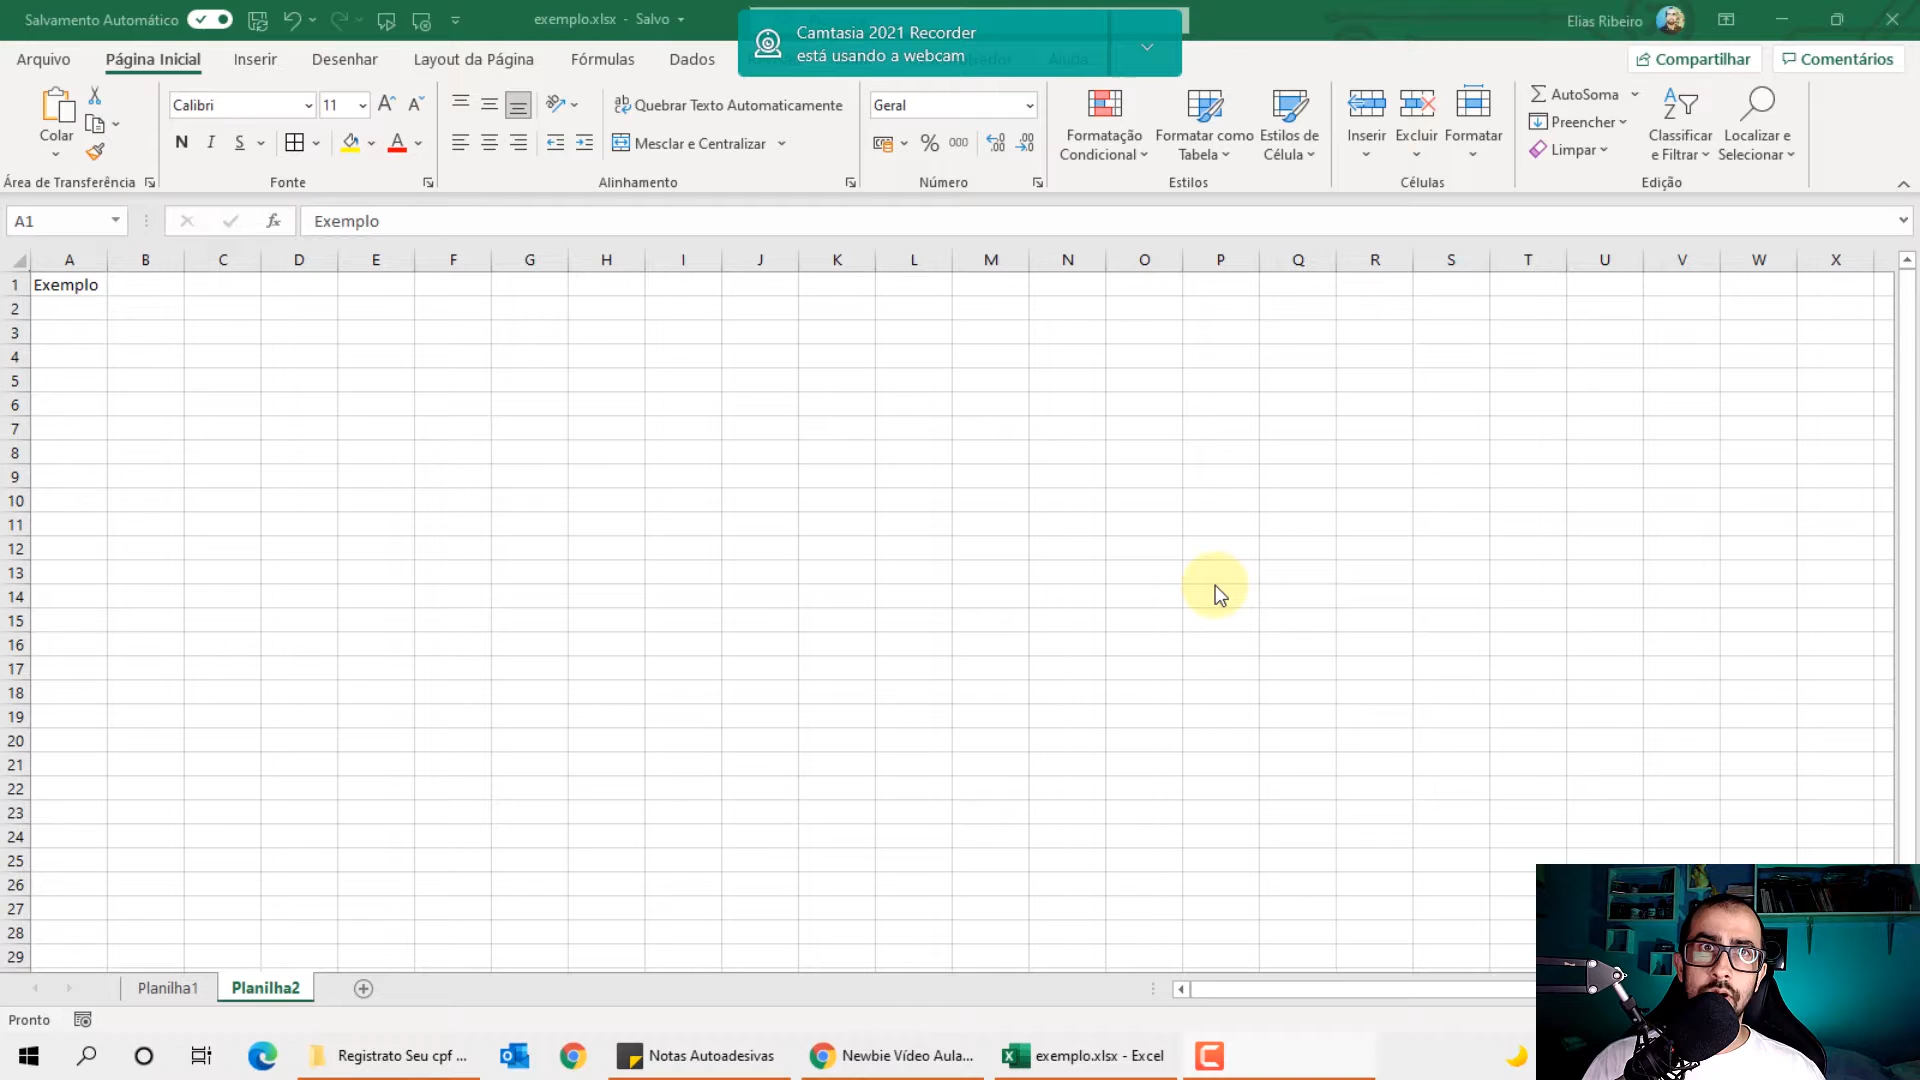 Salvamento Automático
exemplo.xlsx - Salvo
Camtasia 2021 Recorder
está usando a webcam
Elias Ribeiro
Arquivo Página Inicial Inserir Desenhar Layout da Página Fórmulas Dados
Ajuda
Compartilhar Comentários
Colar
Calibri 11
N I S
Quebrar Texto Automaticamente
Mesclar e Centralizar
Geral
% 000
Formatação Condicional
Formatar como Tabela
Estilos de Célula
Inserir Excluir Formatar
AutoSoma
Preencher
Limpar
Classificar e Filtrar
Localizar e Selecionar
Área de Transferência Fonte Alinhamento Número Estilos Células Edição
A1 fx Exemplo
A B C D E F G H I J K L M N O P Q R S T U V W X
1 Exemplo
2
3
4
5
6
7
8
9
10
11
12
13
14
15
16
17
18
19
20
21
22
23
24
25
26
27
28
29
Planilha1 Planilha2
Pronto
Registrato Seu cpf ... Notas Autoadesivas Newbie Vídeo Aula... exemplo.xlsx - Excel